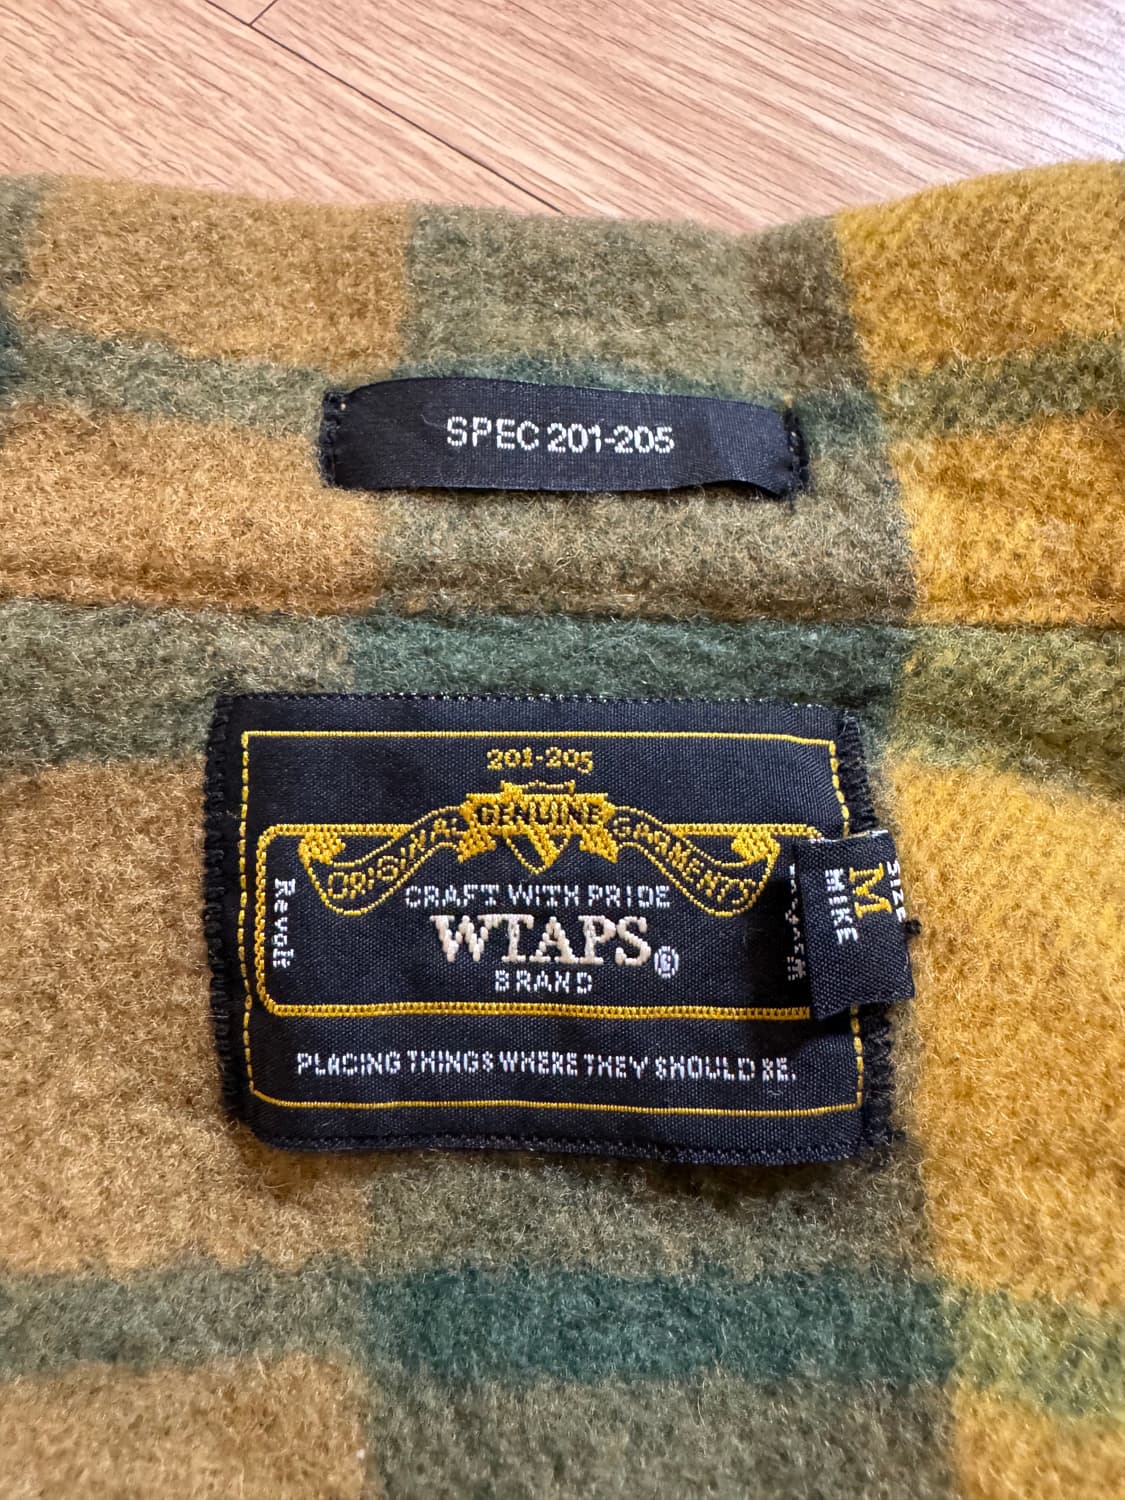 SPEC 201-205
201-205
ORIGINAL GENUINE GARMENTS
CRAFT WITH PRIDE
WTAPS
BRAND
Revolt
PLACING THINGS WHERE THEY SHOULD BE.
SIZE
M
MIKE